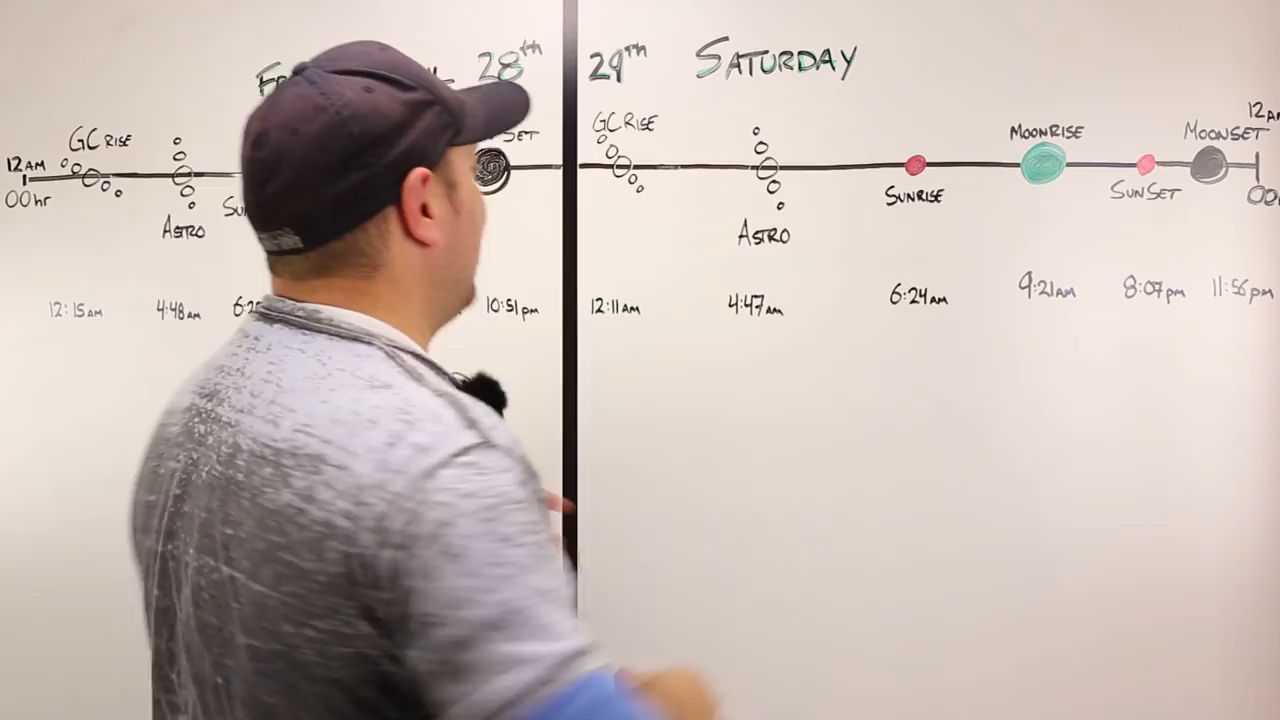 28th
29th SATURDAY
GC RISE
SET
GC RISE
MOONRISE
MOONSET
12AM
12AM
00hr
SUNRISE
SUNSET
ASTRO
ASTRO
12:15AM 4:48AM 10:51pm 12:11AM 4:47AM 6:24AM 9:21AM 8:07pm 11:56pm